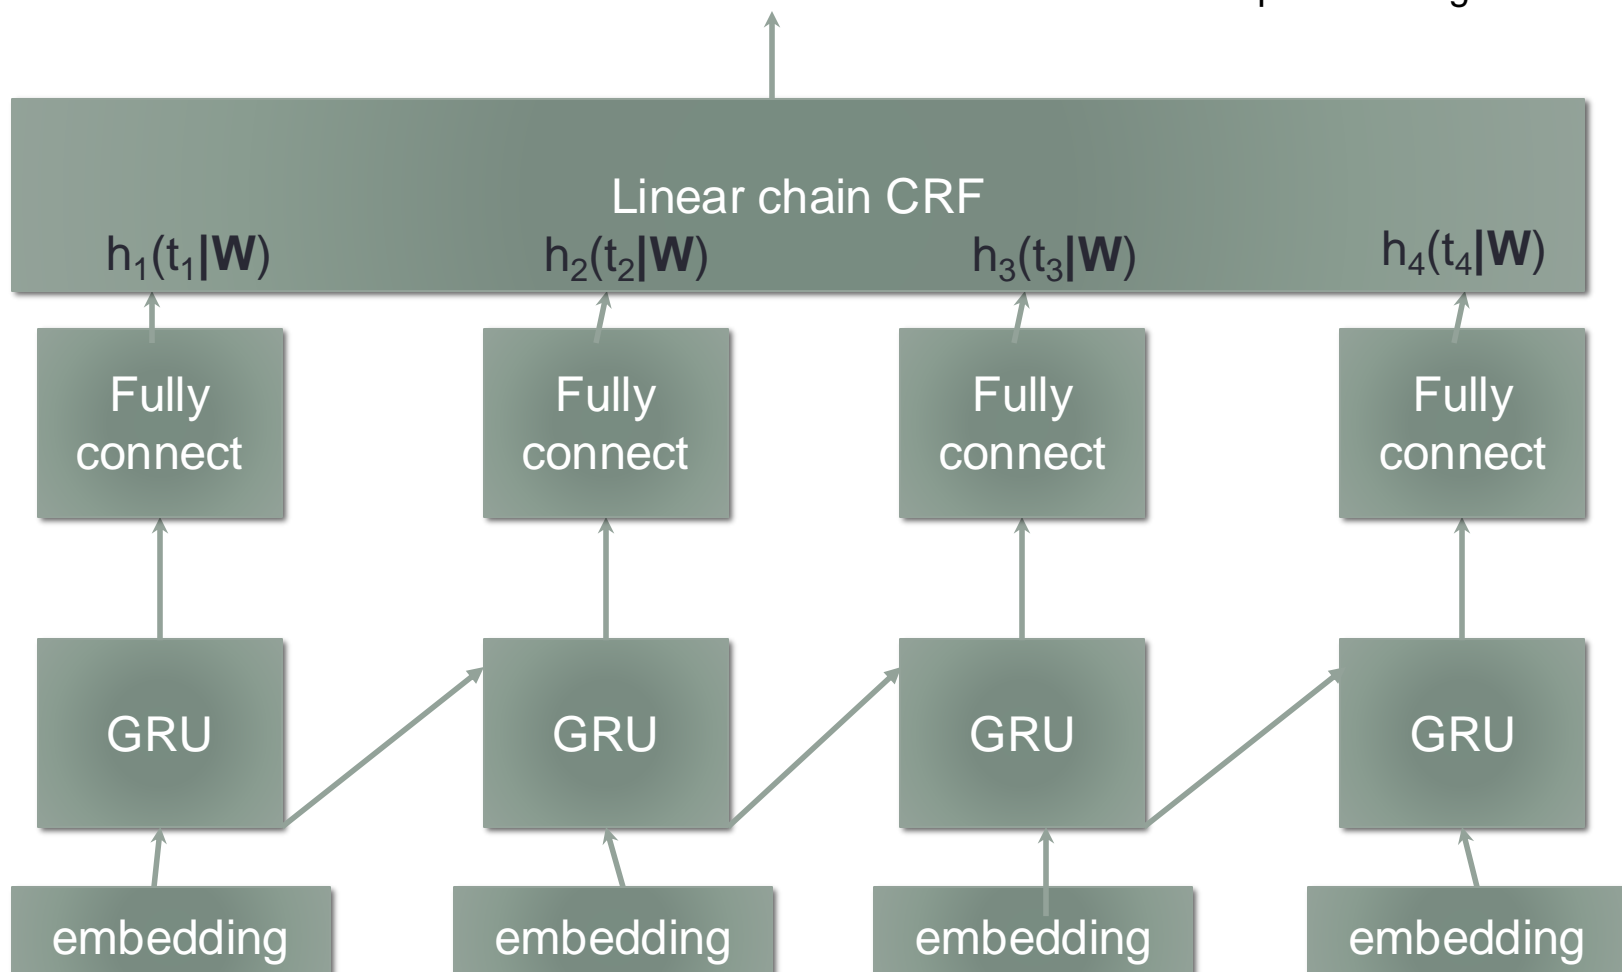 Linear chain CRF
h₁(t₁|W) h₂(t₂|W) h₃(t₃|W) h₄(t₄|W)
Fully connect
Fully connect
Fully connect
Fully connect
GRU GRU GRU GRU
embedding embedding embedding embedding